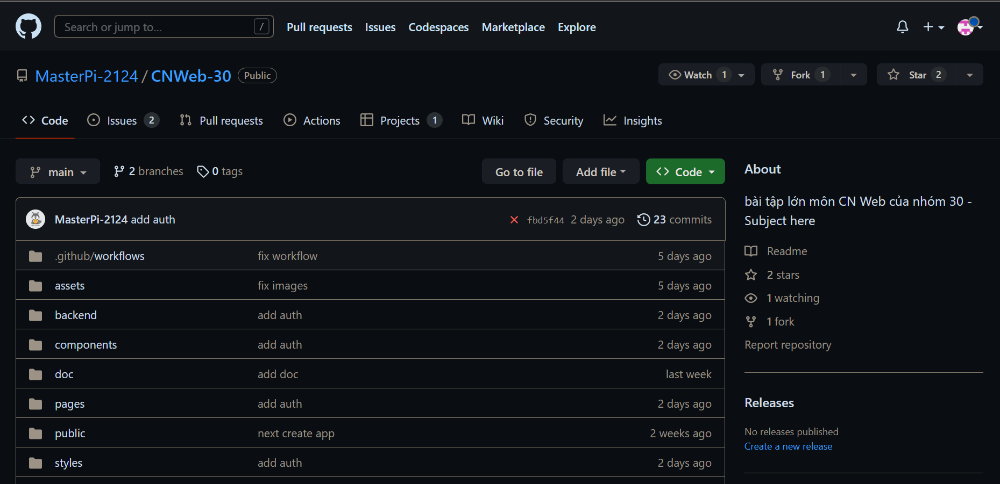 Search or jump to... /
Pull requests Issues Codespaces Marketplace Explore
MasterPi-2124 / CNWeb-30 Public
Watch 1 Fork 1 Star 2
Code Issues 2 Pull requests Actions Projects 1 Wiki Security Insights
main 2 branches 0 tags Go to file Add file Code
MasterPi-2124 add auth fbd5f44 2 days ago 23 commits
.github/workflows fix workflow 5 days ago
assets fix images 5 days ago
backend add auth 2 days ago
components add auth 2 days ago
doc add doc last week
pages add auth 2 days ago
public next create app 2 weeks ago
styles add auth 2 days ago
About
bài tập lớn môn CN Web của nhóm 30 -
Subject here
Readme
2 stars
1 watching
1 fork
Report repository
Releases
No releases published
Create a new release